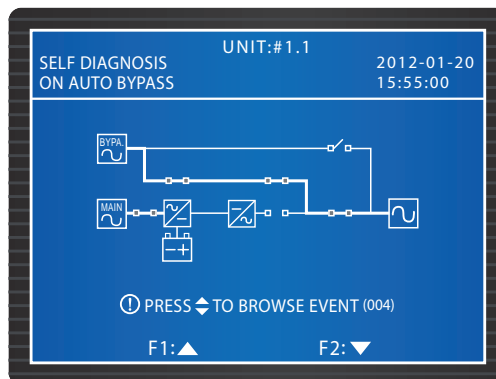 UNIT:#1.1
SELF DIAGNOSIS
2012-01-20
ON AUTO BYPASS
15:55:00
BYPA.
MAIN
PRESS TO BROWSE EVENT (004)
F1: F2: